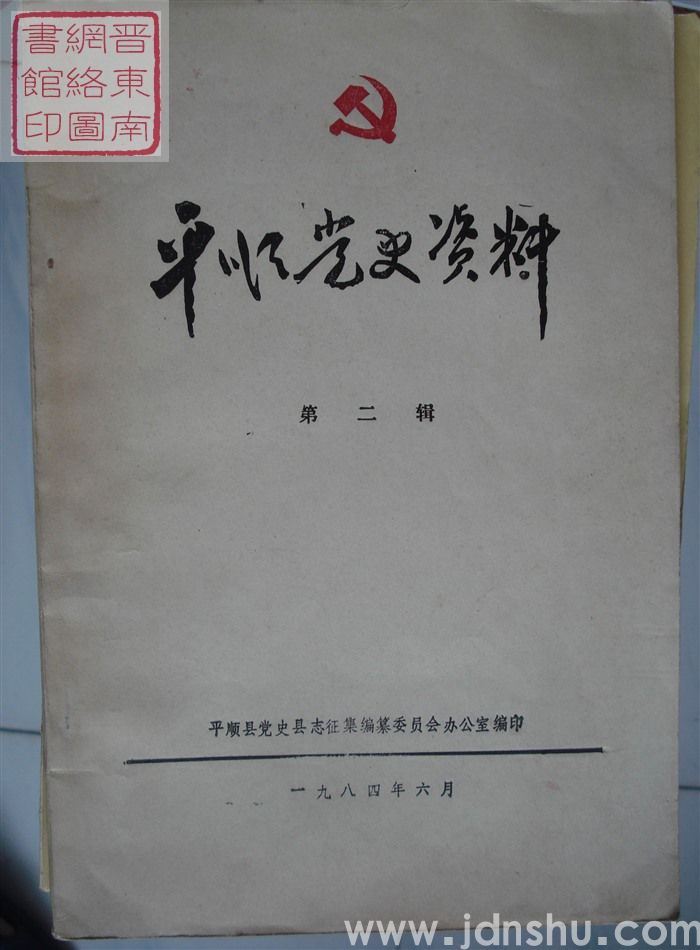 晋東南
網絡圖
書館印
平顺党史资料
第二辑
平顺县党史县志征集编纂委员会办公室编印
一九八四年六月
www.jdnshu.com